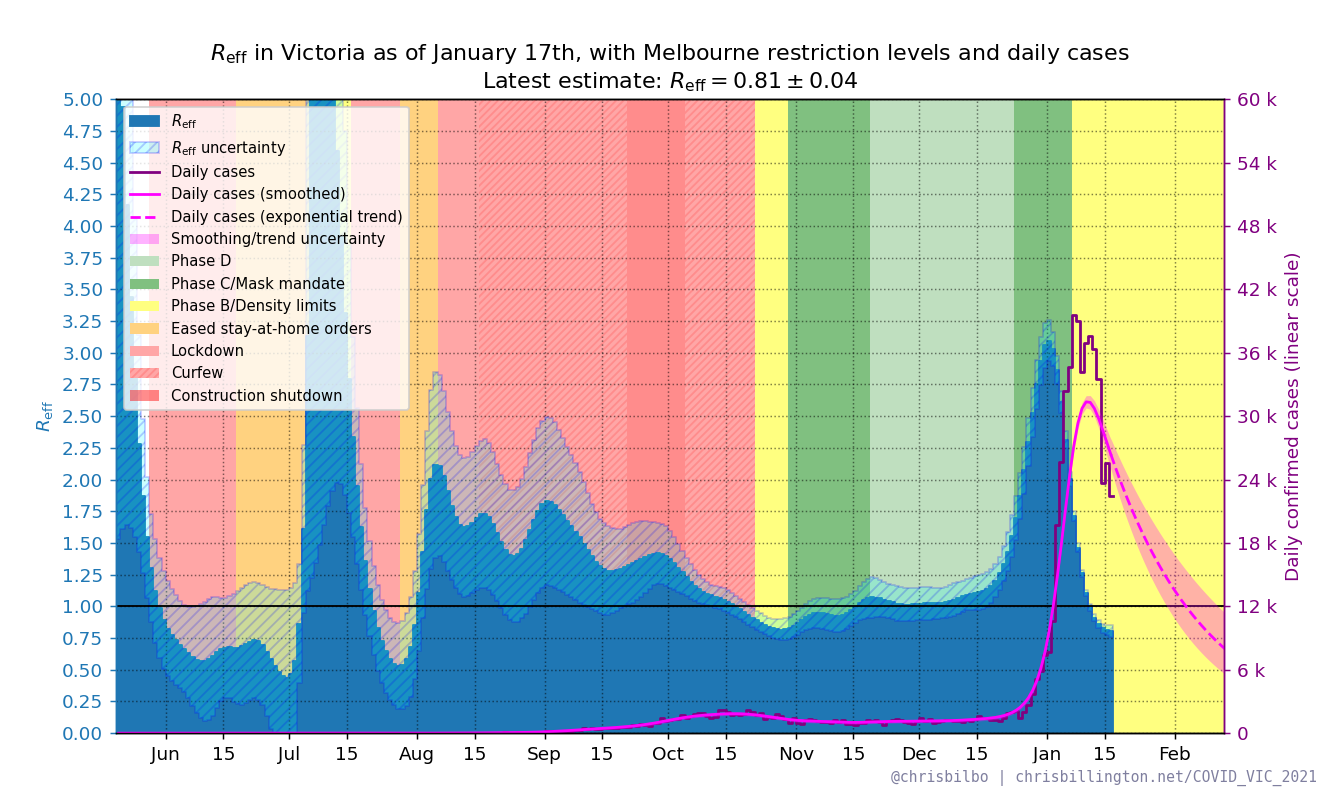 R_eff in Victoria as of January 17th, with Melbourne restriction levels and daily cases
Latest estimate: R_eff = 0.81 ± 0.04
R_eff
5.00
4.75
4.50
4.25
4.00
3.75
3.50
3.25
3.00
2.75
2.50
2.25
2.00
1.75
1.50
1.25
1.00
0.75
0.50
0.25
0.00
R_eff
R_eff uncertainty
Daily cases
Daily cases (smoothed)
Daily cases (exponential trend)
Smoothing/trend uncertainty
Phase D
Phase C/Mask mandate
Phase B/Density limits
Eased stay-at-home orders
Lockdown
Curfew
Construction shutdown
60 k
54 k
48 k
42 k
36 k
30 k
24 k
18 k
12 k
6 k
0
Daily confirmed cases (linear scale)
Jun 15 Jul 15 Aug 15 Sep 15 Oct 15 Nov 15 Dec 15 Jan 15 Feb
@chrisbilbo | chrisbillington.net/COVID_VIC_2021